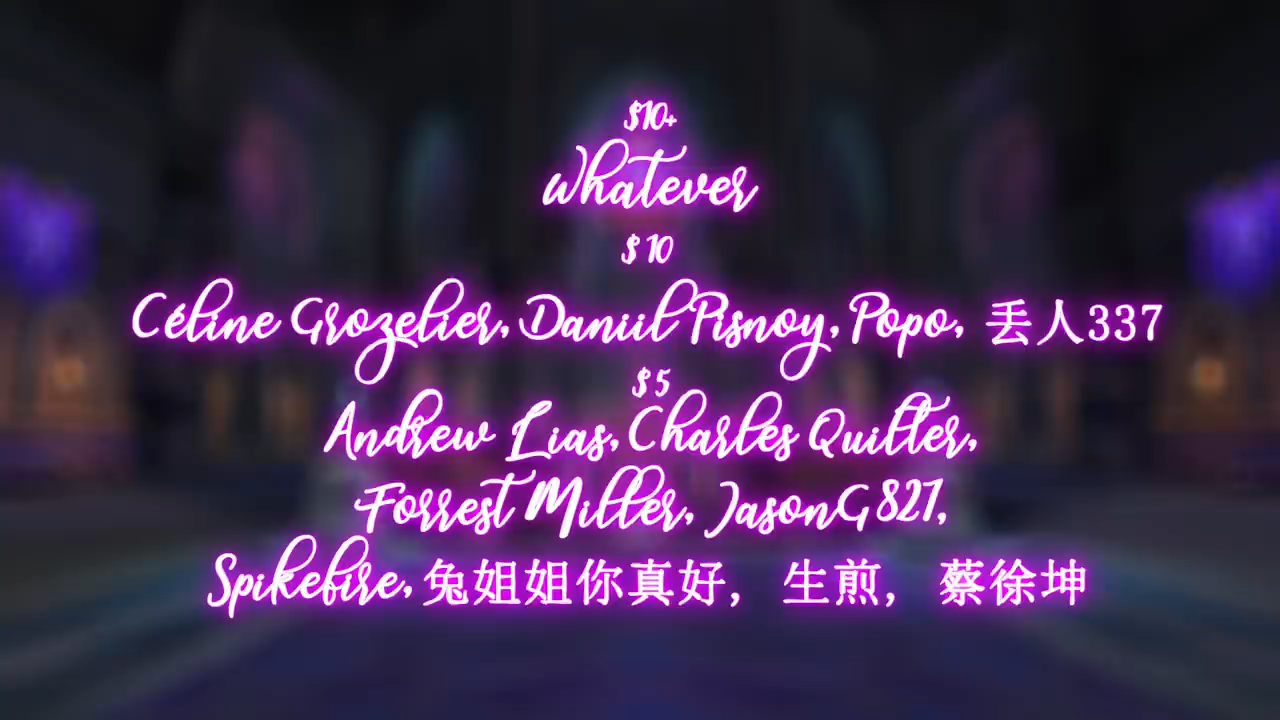 $10+
Whatever
$10
Céline Grozelier, Daniil Pisnoy, Popo, 丢人337
$5
Andrew Lias, Charles Quilter,
Forrest Miller, JasonG827,
Spikefire, 兔姐姐你真好, 生煎, 蔡徐坤